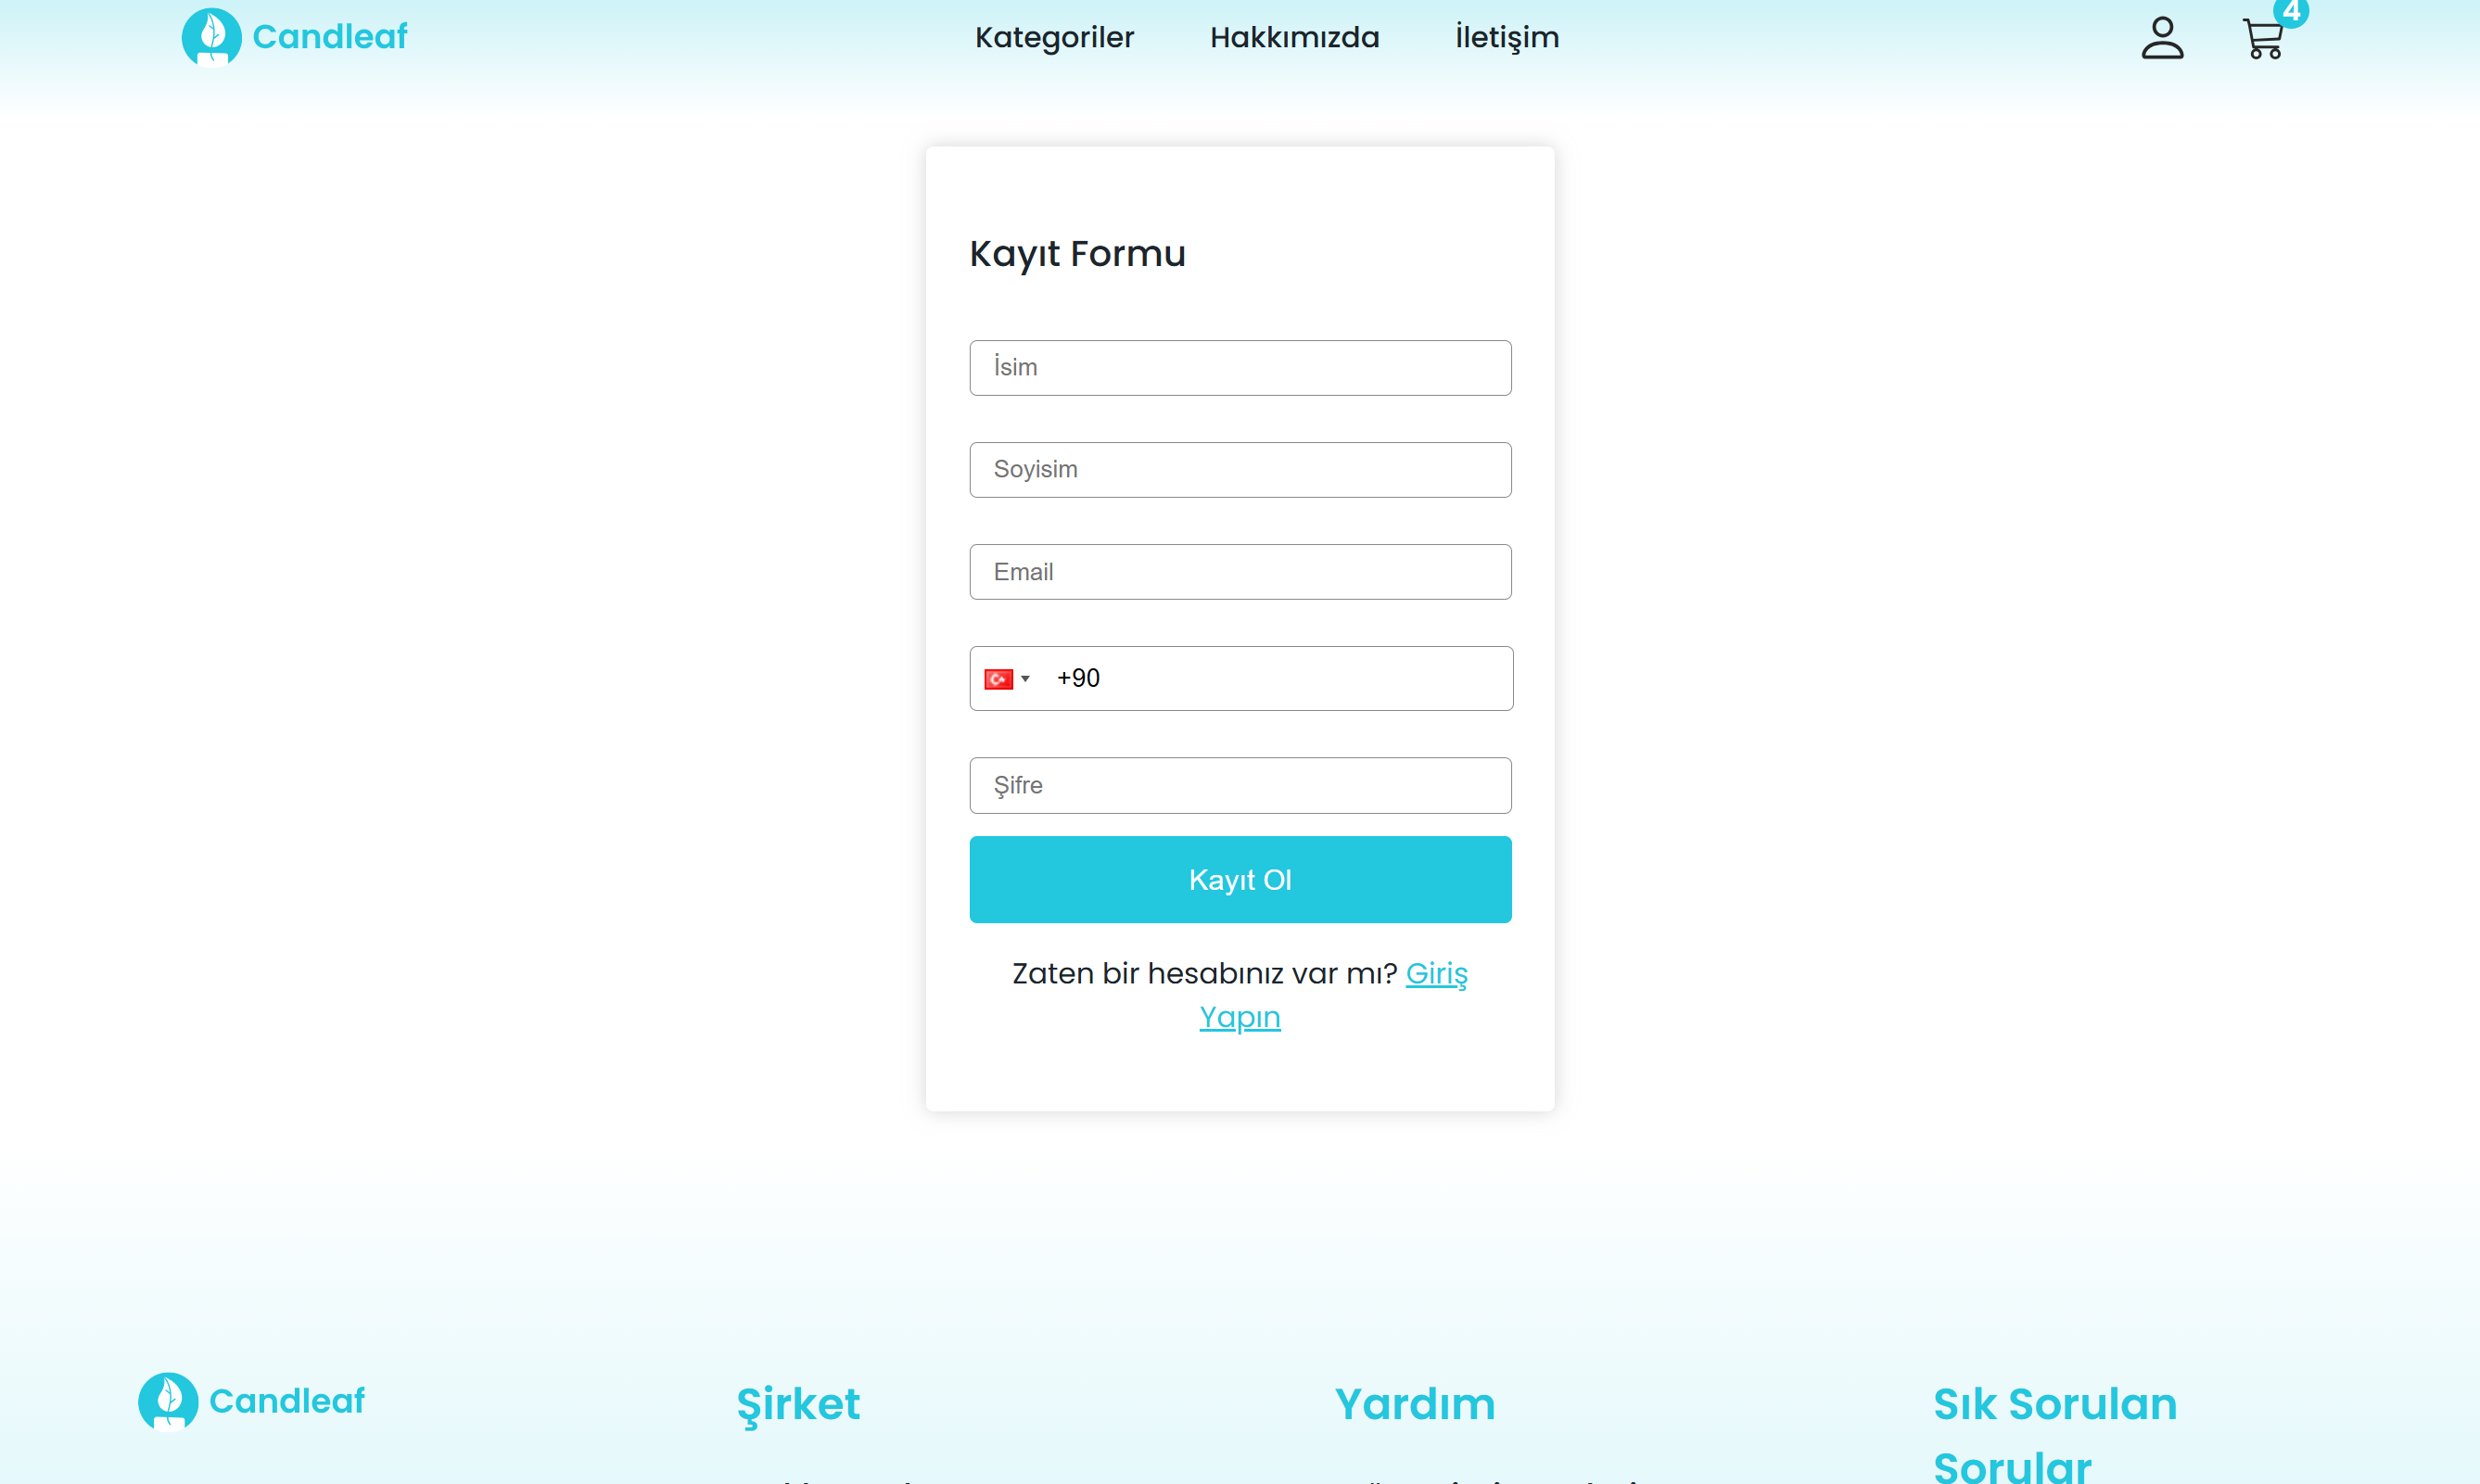 Candleaf
Kategoriler
Hakkımızda
İletişim
4
Kayıt Formu
İsim
Soyisim
Email
+90
Şifre
Kayıt Ol
Zaten bir hesabınız var mı? Giriş
Yapın
Candleaf
Şirket
Yardım
Sık Sorulan
Sorular